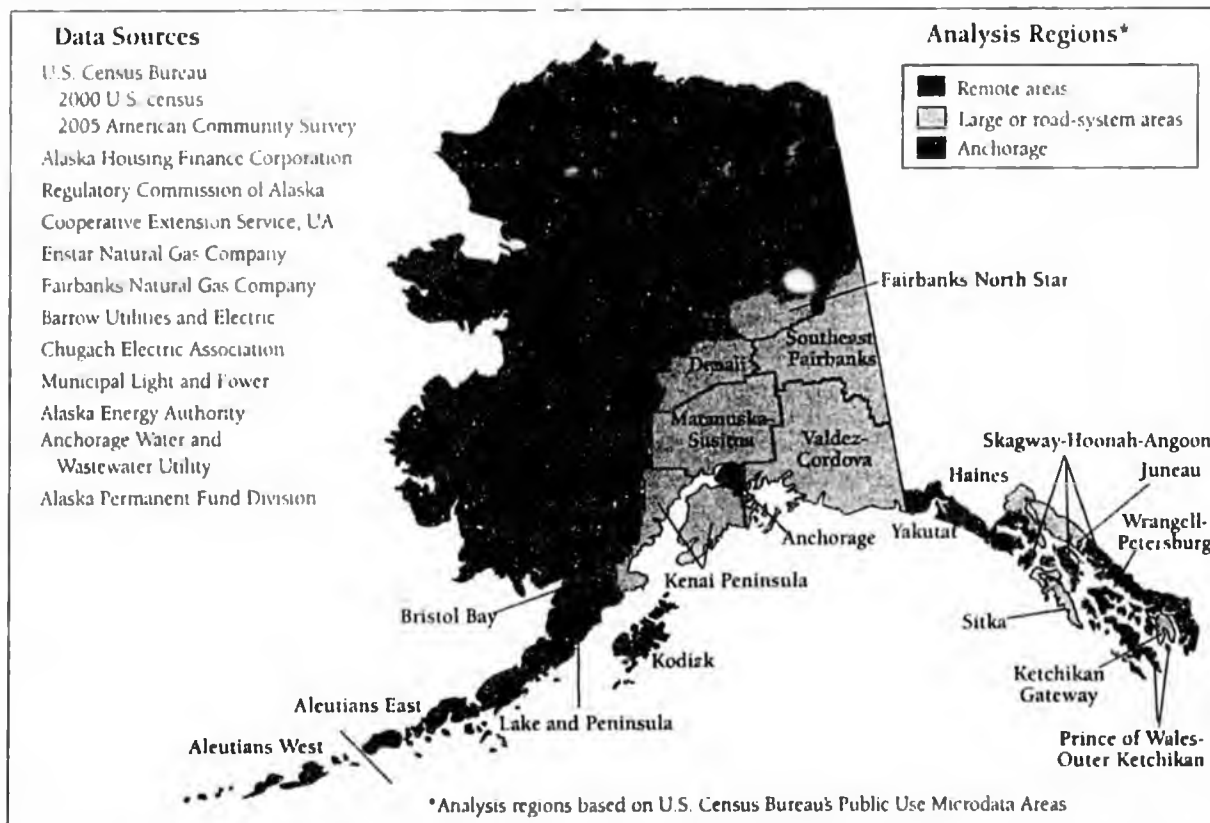 Data Sources
U.S. Census Bureau
2000 U.S. census
2005 American Community Survey
Alaska Housing Finance Corporation
Regulatory Commission of Alaska
Cooperative Extension Service, UA
Enstar Natural Gas Company
Fairbanks Natural Gas Company
Barrow Utilities and Electric
Chugach Electric Association
Municipal Light and Power
Alaska Energy Authority
Anchorage Water and
Wastewater Utility
Alaska Permanent Fund Division
Analysis Regions*
Remote areas
Large or road-system areas
Anchorage
Fairbanks North Star
Southeast
Fairbanks
Denali
Matanuska-
Susitna
Valdez-
Cordova
Skagway-Hoonah-Angoon
Haines
Juneau
Wrangell-
Petersburg
Anchorage
Yakutat
Kenai Peninsula
Bristol Bay
Sitka
Kodiak
Ketchikan
Gateway
Aleutians East
Lake and Peninsula
Aleutians West
Prince of Wales-
Outer Ketchikan
*Analysis regions based on U.S. Census Bureau's Public Use Microdata Areas